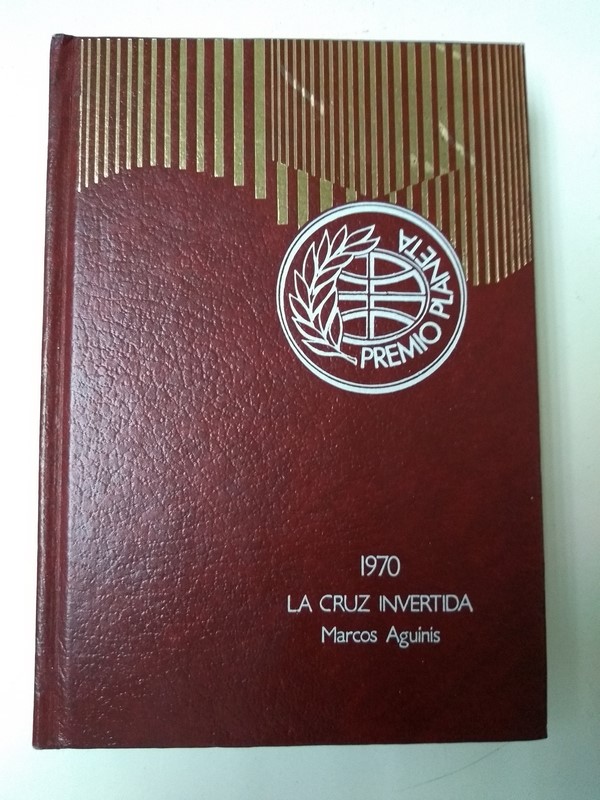 PREMIO PLANETA
1970
LA CRUZ INVERTIDA
Marcos Aguinis